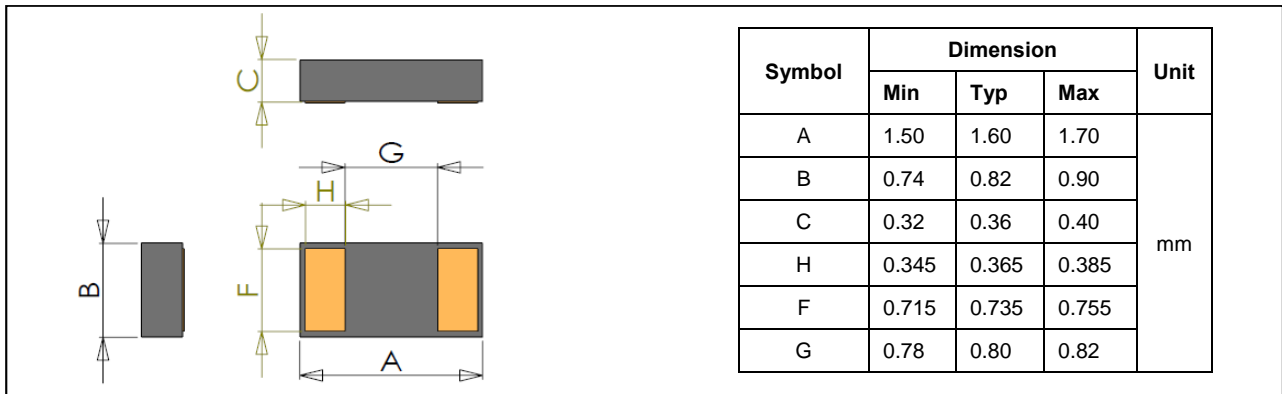 C
G
H
B
F
A
Symbol Dimension Unit
Min Typ Max
A 1.50 1.60 1.70 mm
B 0.74 0.82 0.90
C 0.32 0.36 0.40
H 0.345 0.365 0.385
F 0.715 0.735 0.755
G 0.78 0.80 0.82